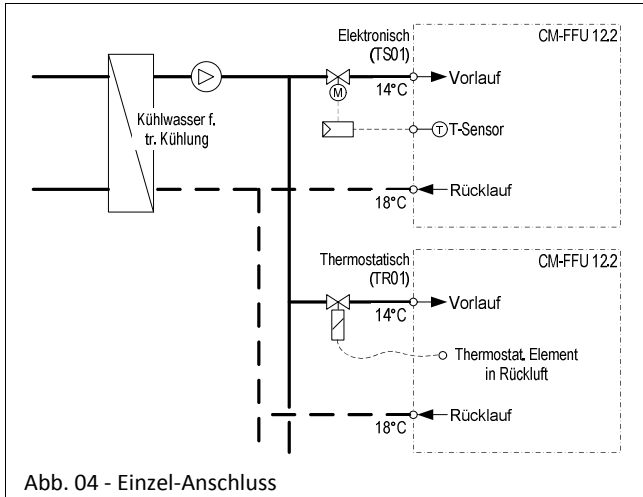 Elektronisch
(TS01)
CM-FFU 12.2
14°C
Vorlauf
M
Kühlwasser f.
tr. Kühlung
T
T-Sensor
18°C
Rücklauf
Thermostatisch
(TR01)
CM-FFU 12.2
14°C
Vorlauf
Thermostat. Element
in Rückluft
18°C
Rücklauf
Abb. 04 - Einzel-Anschluss